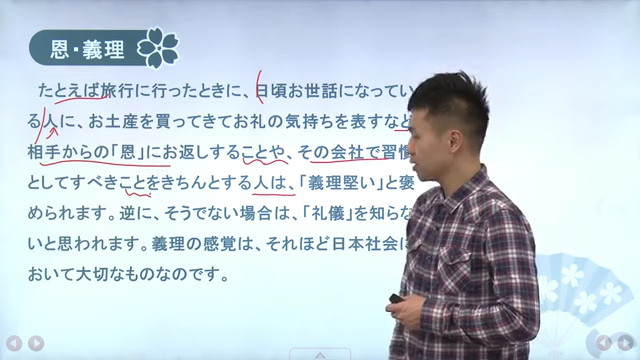 恩・義理
たとえば旅行に行ったときに、日頃お世話になってい
る人に、お土産を買ってきてお礼の気持ちを表すなど
相手からの「恩」にお返しすることや、その会社で習慣
としてすべきことをきちんとする人は、「義理堅い」と褒
められます。逆に、そうでない場合は、「礼儀」を知らな
いと思われます。義理の感覚は、それほど日本社会に
おいて大切なものなのです。